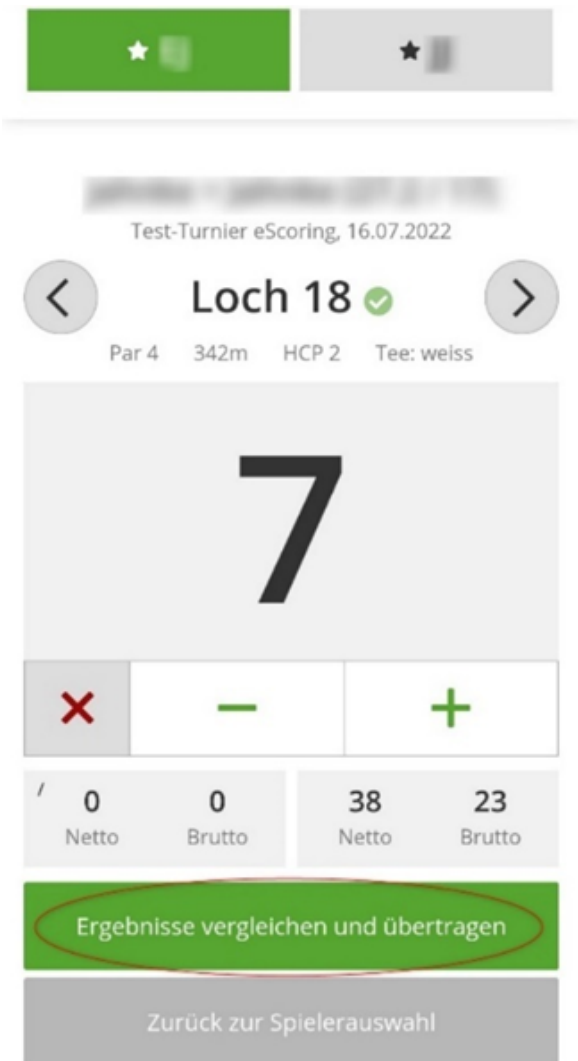 Test-Turnier eScoring, 16.07.2022
Loch 18
Par 4 342m HCP 2 Tee: weiss
7
/ 0 0 38 23
Netto Brutto Netto Brutto
Ergebnisse vergleichen und übertragen
Zurück zur Spielerauswahl